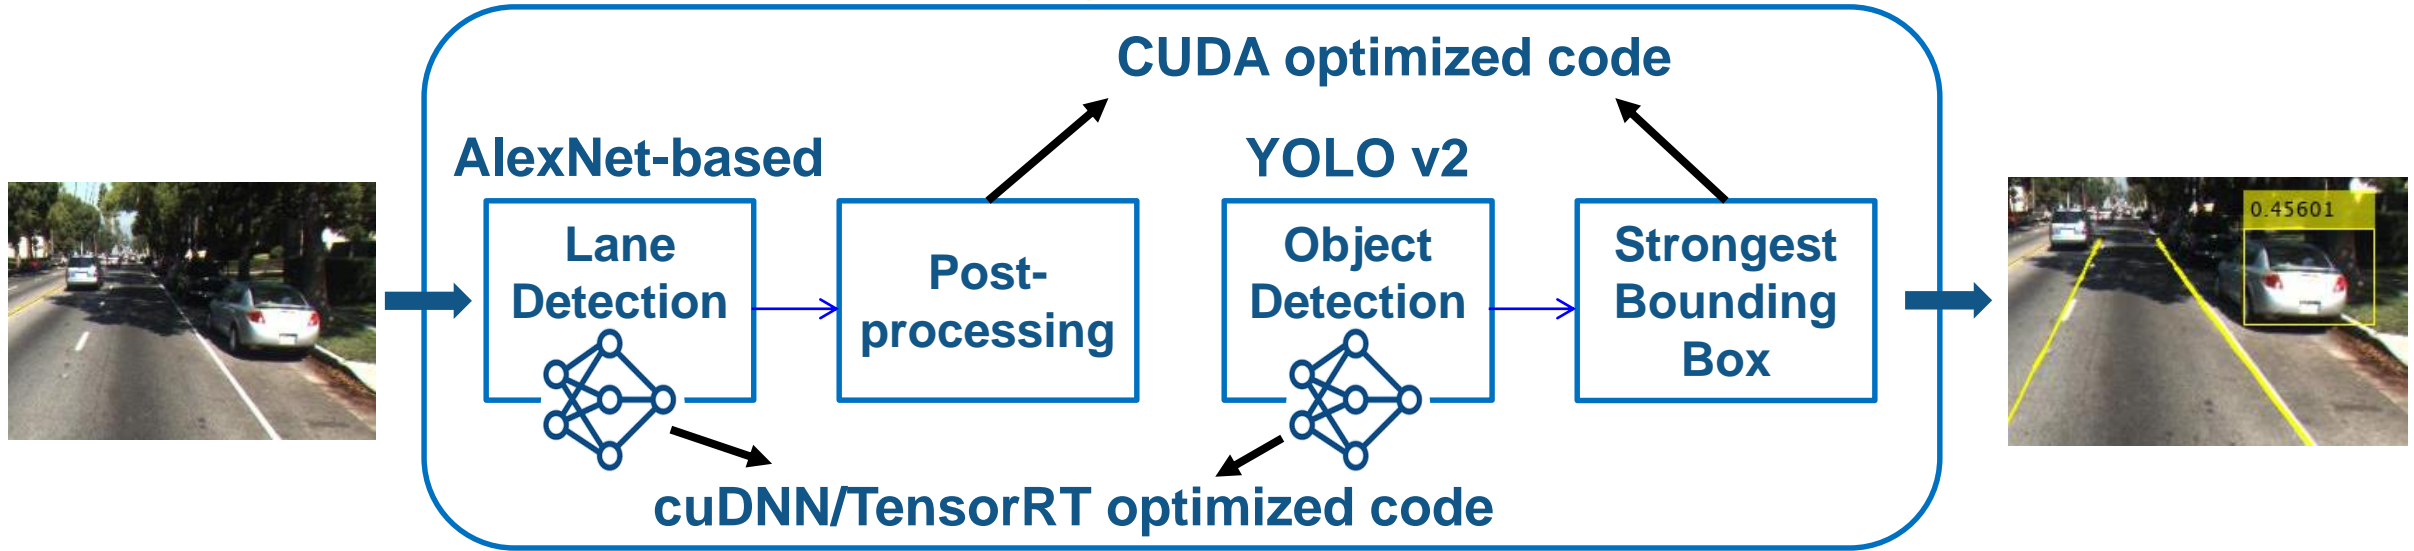 CUDA optimized code
AlexNet-based
YOLO v2
Lane
Detection
Post-
processing
Object
Detection
Strongest
Bounding
Box
0.45601
cuDNN/TensorRT optimized code